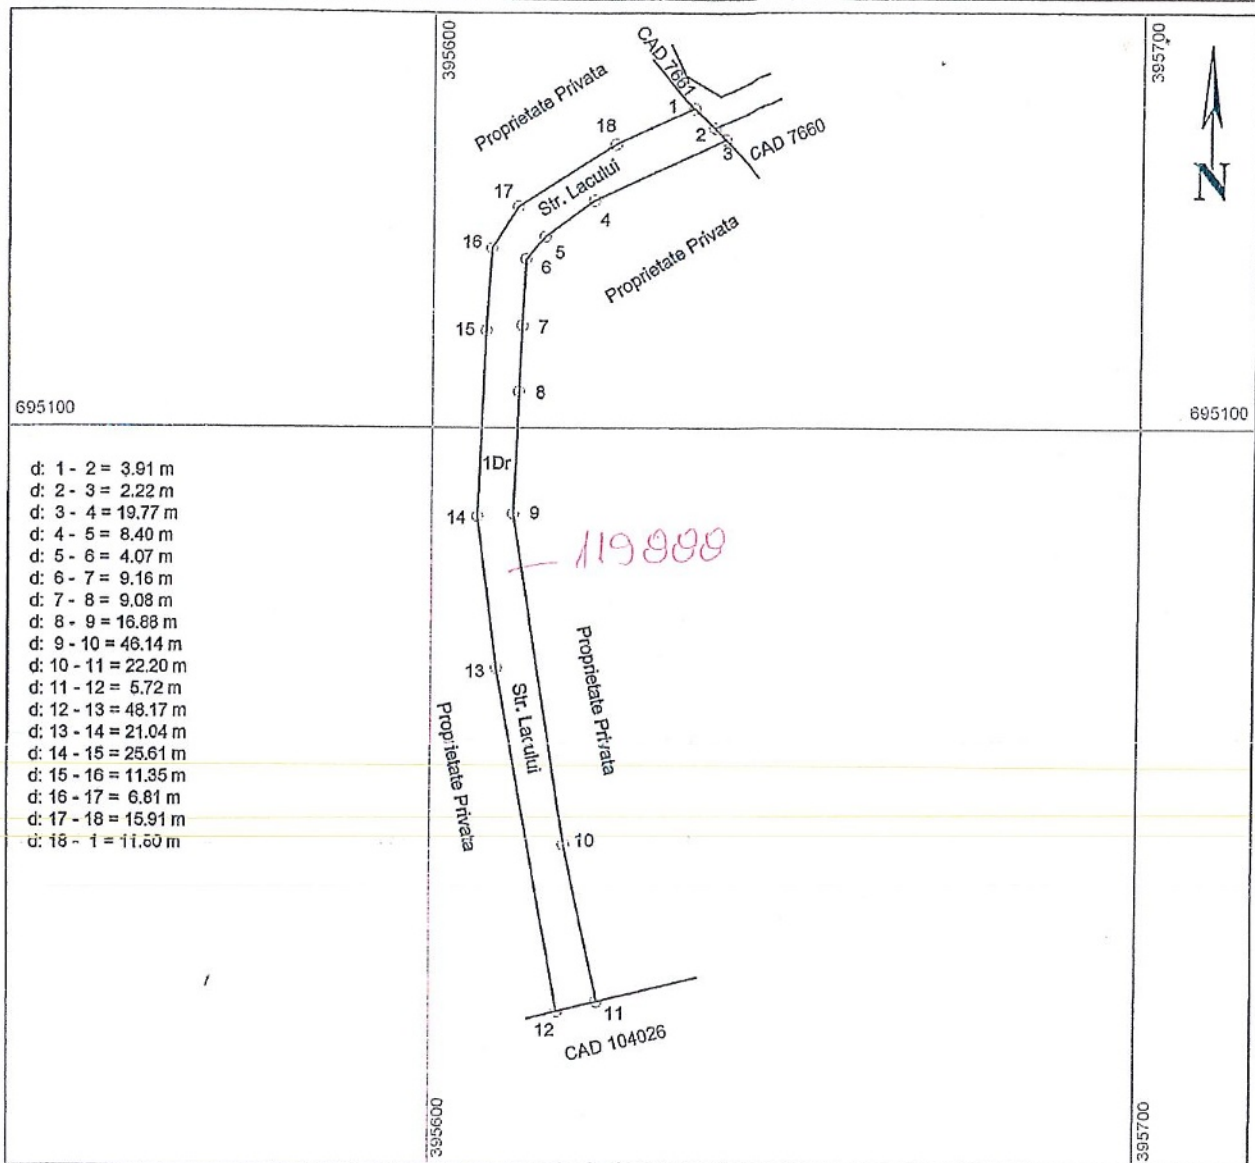 395600
395700
CAD 7661
Proprietate Privata
1
2
3
CAD 7660
18
Str. Lacului
17
4
16
5
6
Proprietate Privata
15
7
8
695100
695100
1Dr
14
9
119888
d: 1 - 2 = 3.91 m
d: 2 - 3 = 2.22 m
d: 3 - 4 = 19.77 m
d: 4 - 5 = 8.40 m
d: 5 - 6 = 4.07 m
d: 6 - 7 = 9.16 m
d: 7 - 8 = 9.08 m
d: 8 - 9 = 16.88 m
d: 9 - 10 = 46.14 m
d: 10 - 11 = 22.20 m
d: 11 - 12 = 5.72 m
d: 12 - 13 = 48.17 m
d: 13 - 14 = 21.04 m
d: 14 - 15 = 25.61 m
d: 15 - 16 = 11.35 m
d: 16 - 17 = 6.81 m
d: 17 - 18 = 15.91 m
d: 18 - 1 = 11.60 m
13
Str. Lacului
Proprietate Privata
Proprietate Privata
10
11
12
CAD 104026
395600
395700
N